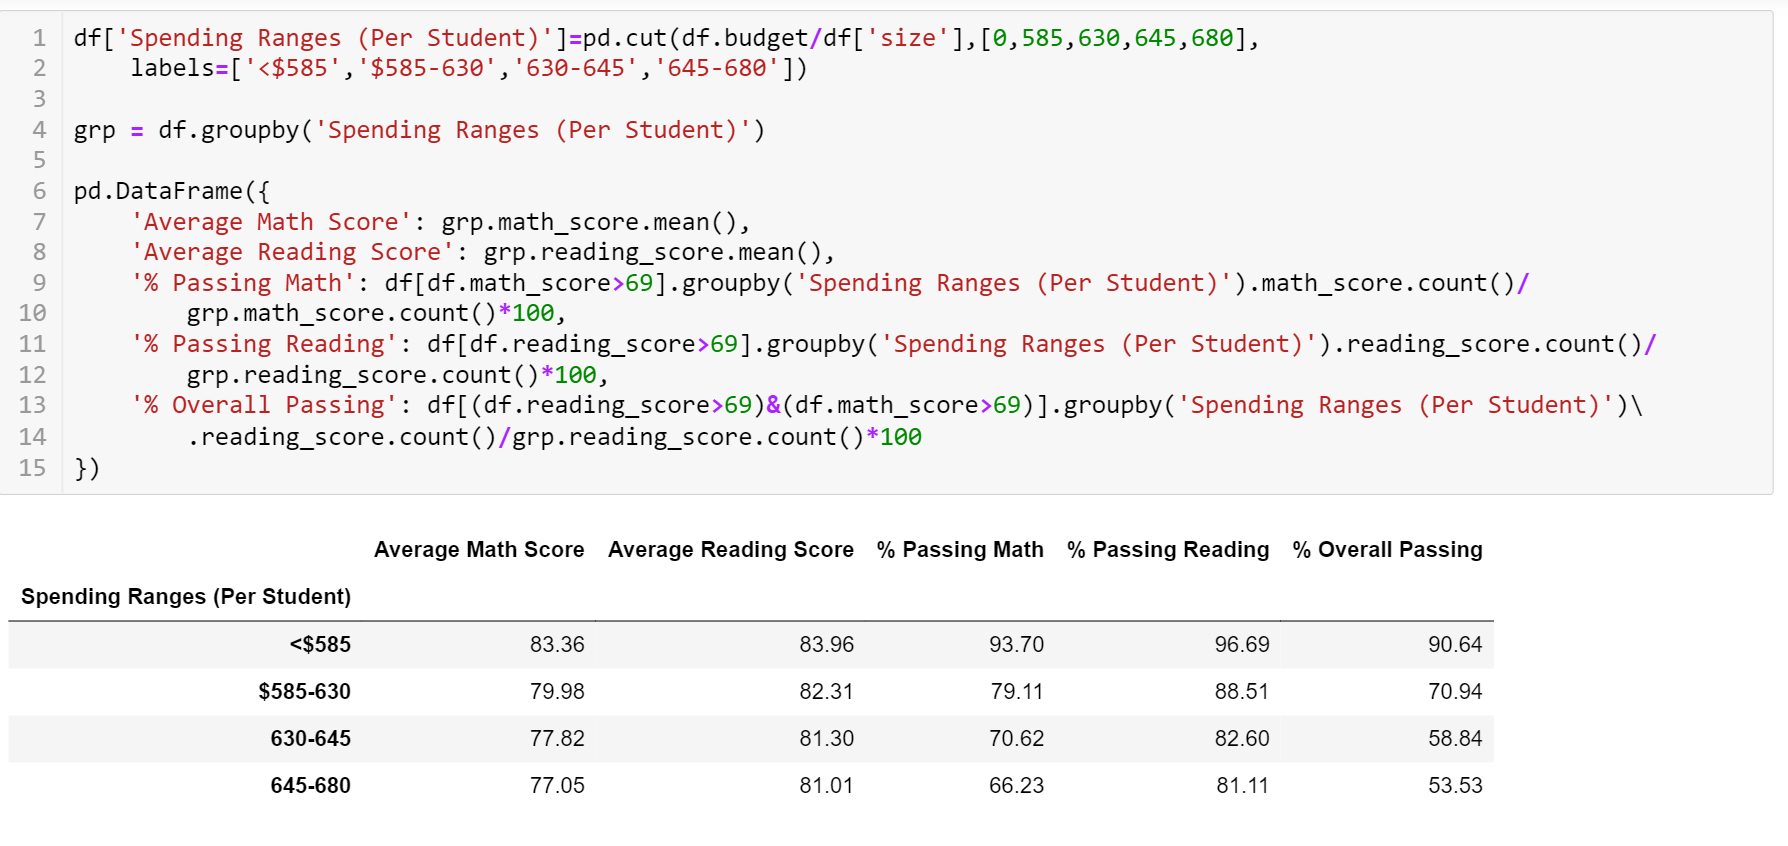 1 df['Spending Ranges (Per Student)']=pd.cut(df.budget/df['size'],[0,585,630,645,680],
2     labels=['<$585','$585-630','630-645','645-680'])
3
4 grp = df.groupby('Spending Ranges (Per Student)')
5
6 pd.DataFrame({
7     'Average Math Score': grp.math_score.mean(),
8     'Average Reading Score': grp.reading_score.mean(),
9     '% Passing Math': df[df.math_score>69].groupby('Spending Ranges (Per Student)').math_score.count()/
10         grp.math_score.count()*100,
11     '% Passing Reading': df[df.reading_score>69].groupby('Spending Ranges (Per Student)').reading_score.count()/
12         grp.reading_score.count()*100,
13     '% Overall Passing': df[(df.reading_score>69)&(df.math_score>69)].groupby('Spending Ranges (Per Student)')\
14         .reading_score.count()/grp.reading_score.count()*100
15 })
Average Math Score Average Reading Score % Passing Math % Passing Reading % Overall Passing
Spending Ranges (Per Student)
<$585 83.36 83.96 93.70 96.69 90.64
$585-630 79.98 82.31 79.11 88.51 70.94
630-645 77.82 81.30 70.62 82.60 58.84
645-680 77.05 81.01 66.23 81.11 53.53